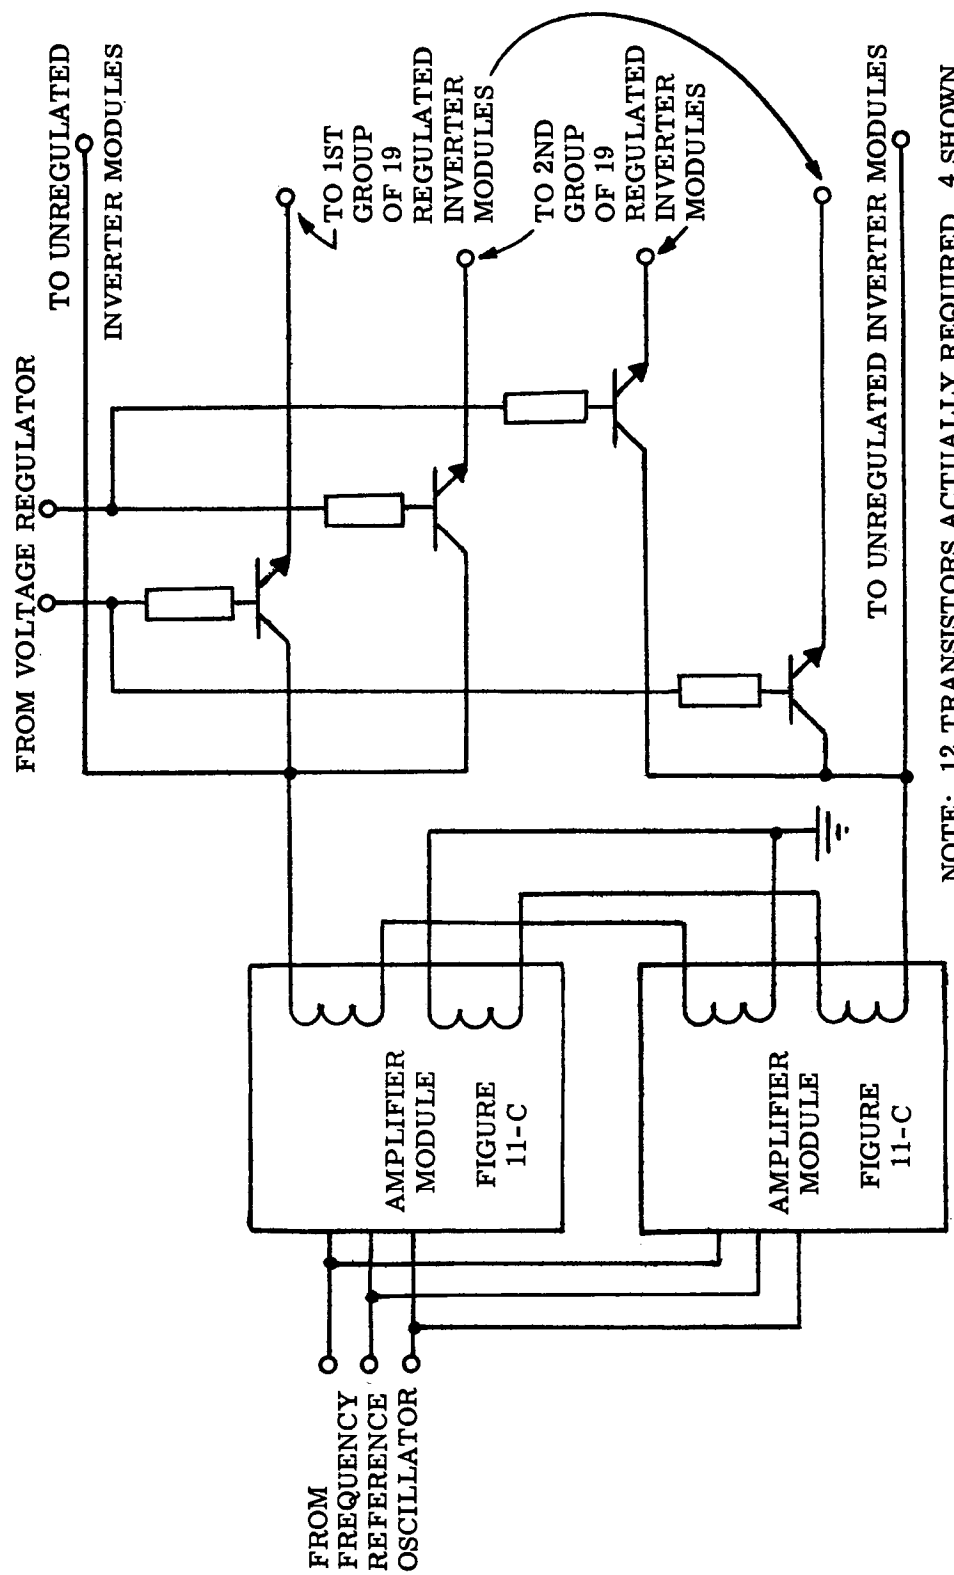 FROM
FREQUENCY
REFERENCE
OSCILLATOR
AMPLIFIER
MODULE
FIGURE
11-C
AMPLIFIER
MODULE
FIGURE
11-C
FROM VOLTAGE REGULATOR
TO UNREGULATED
INVERTER MODULES
TO 1ST
GROUP
OF 19
REGULATED
INVERTER
MODULES
TO 2ND
GROUP
OF 19
REGULATED
INVERTER
MODULES
TO UNREGULATED INVERTER MODULES
NOTE: 12 TRANSISTORS ACTUALLY REQUIRED, 4 SHOWN